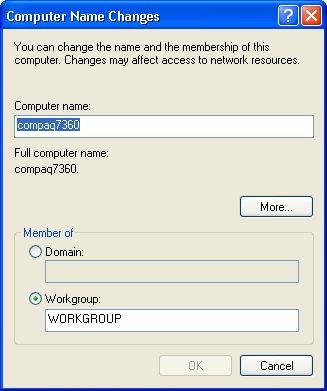 Computer Name Changes
You can change the name and the membership of this
computer. Changes may affect access to network resources.
Computer name:
compaq7360
Full computer name:
compaq7360.
More...
Member of
Domain:
Workgroup:
WORKGROUP
OK
Cancel